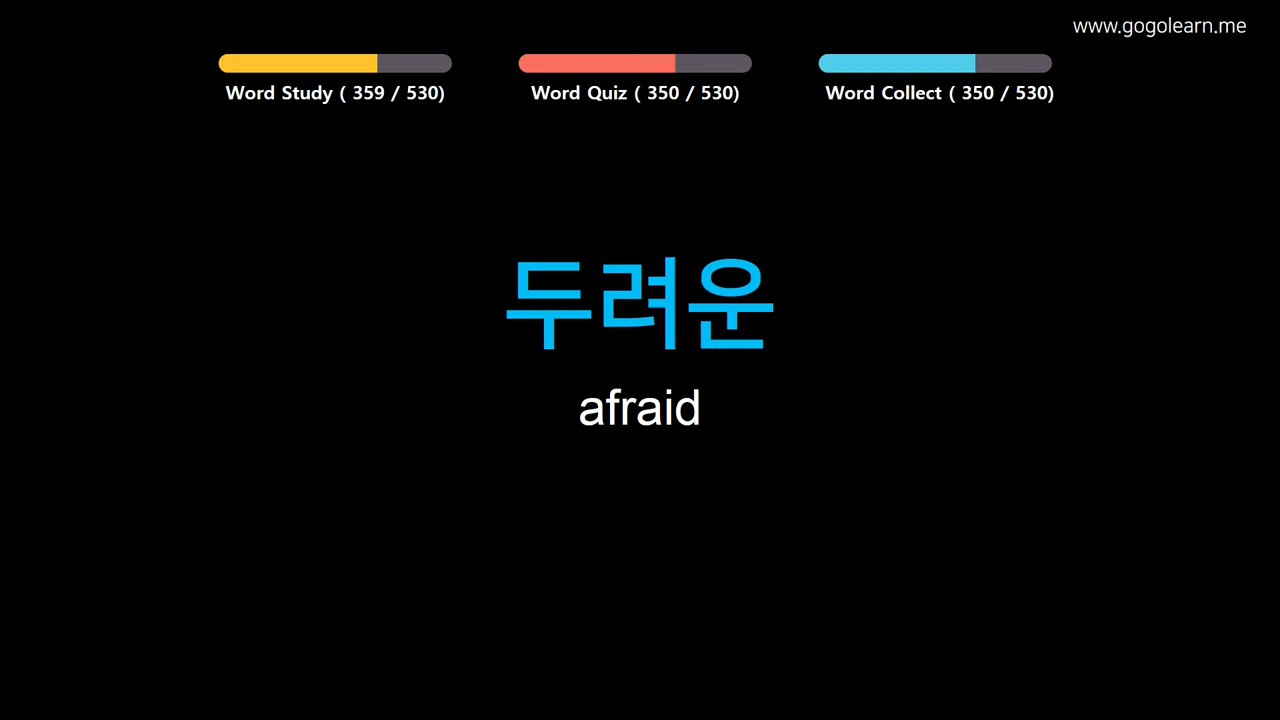 www.gogolearn.me
Word Study ( 359 / 530)
Word Quiz ( 350 / 530)
Word Collect ( 350 / 530)
두려운
afraid